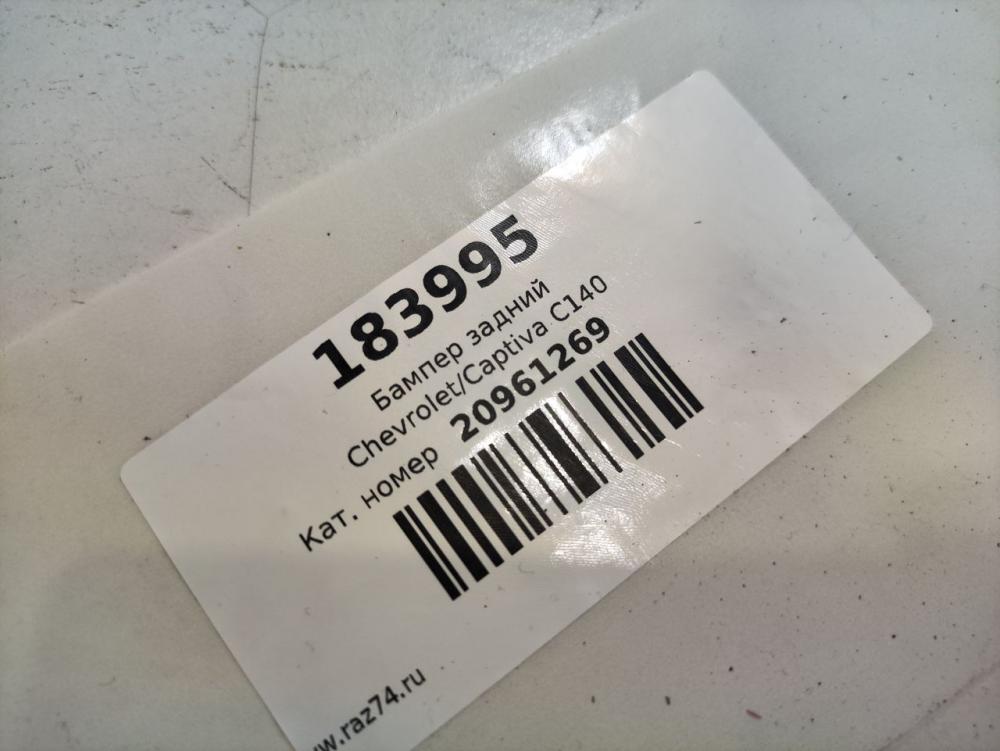 183995
Бампер задний
Chevrolet/Captiva C140
Кат. номер 20961269
w.raz74.ru